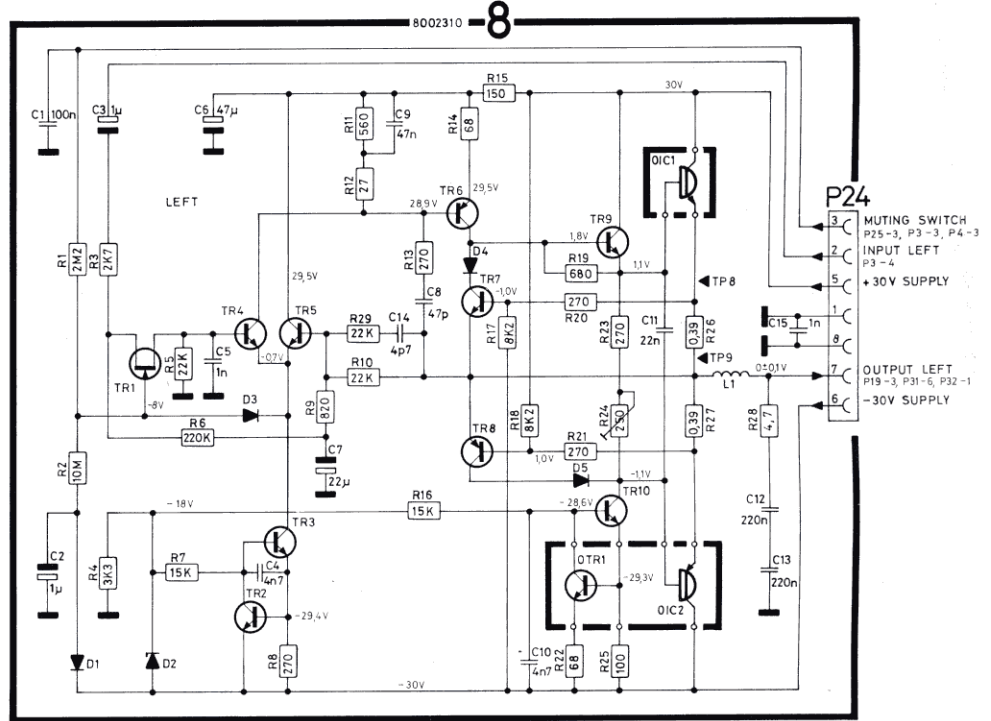 8002310
8
R15
150
30V
C1 100n
C3 1µ
C6 47µ
R11
560
C9
47n
R14
68
OIC1
R12
27
LEFT
TR6
29,5V
28,9V
P24
TR9
1,8V
3
MUTING SWITCH
P25-3, P3-3, P4-3
R1
2M2
R3
2K7
R13
270
D4
R19
680
1,1V
2
INPUT LEFT
P3-4
29,5V
TR7
-1,0V
TP8
5
+30V SUPPLY
C8
47p
270
R20
TR4
TR5
R29
22K
C14
4p7
R17
8K2
R23
270
C11
22n
0,39
R26
C15
1n
1
8
R5
22K
C5
1n
-0,7V
R10
22K
TP9
TR1
L1
0±0,1V
7
OUTPUT LEFT
P19-3, P31-6, P32-1
-8V
D3
R9
820
R18
8K2
R24
250
0,39
R27
R28
4,7
6
-30V SUPPLY
R6
220K
TR8
R21
270
1,0V
C7
22µ
D5
-1,1V
R2
10M
-18V
R16
15K
-28,6V
TR10
C12
220n
TR3
C2
1µ
R4
3K3
R7
15K
C4
4n7
OTR1
-29,3V
C13
220n
TR2
OIC2
-29,4V
D1
D2
R8
270
C10
4n7
R22
68
R25
100
-30V